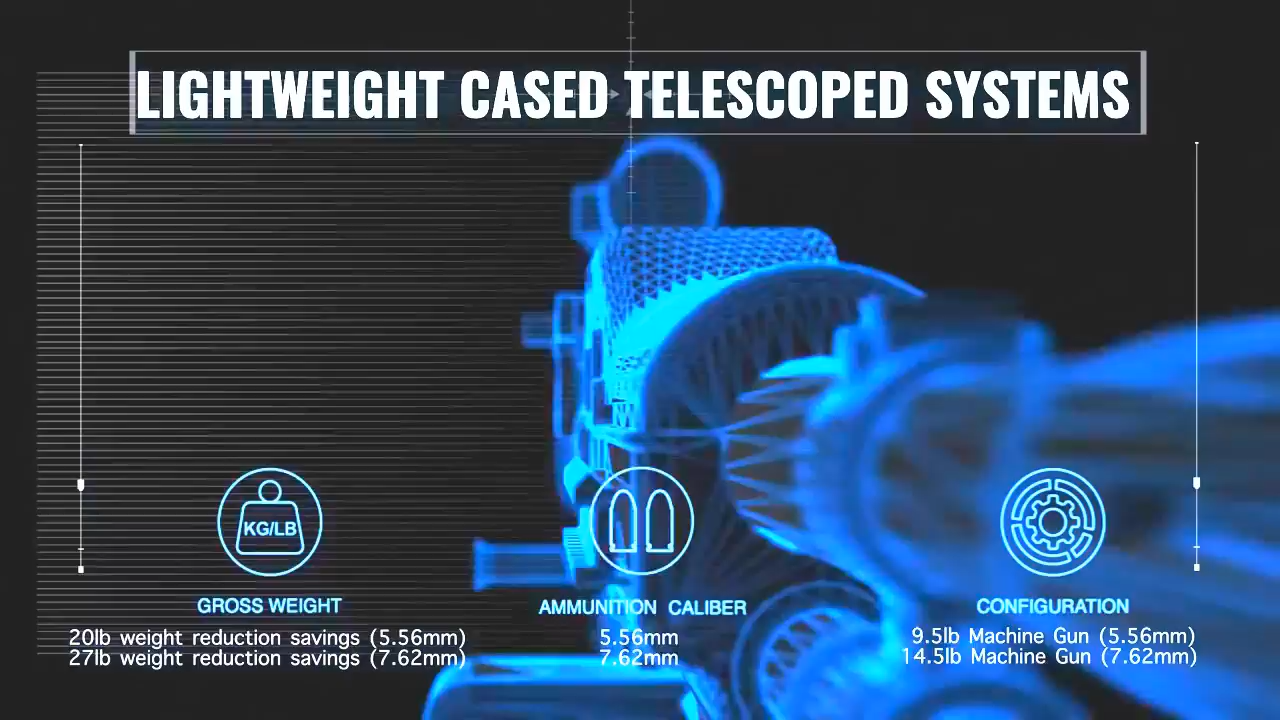 LIGHTWEIGHT CASED TELESCOPED SYSTEMS
KG/LB
GROSS WEIGHT
20lb weight reduction savings (5.56mm)
27lb weight reduction savings (7.62mm)
AMMUNITION CALIBER
5.56mm
7.62mm
CONFIGURATION
9.5lb Machine Gun (5.56mm)
14.5lb Machine Gun (7.62mm)